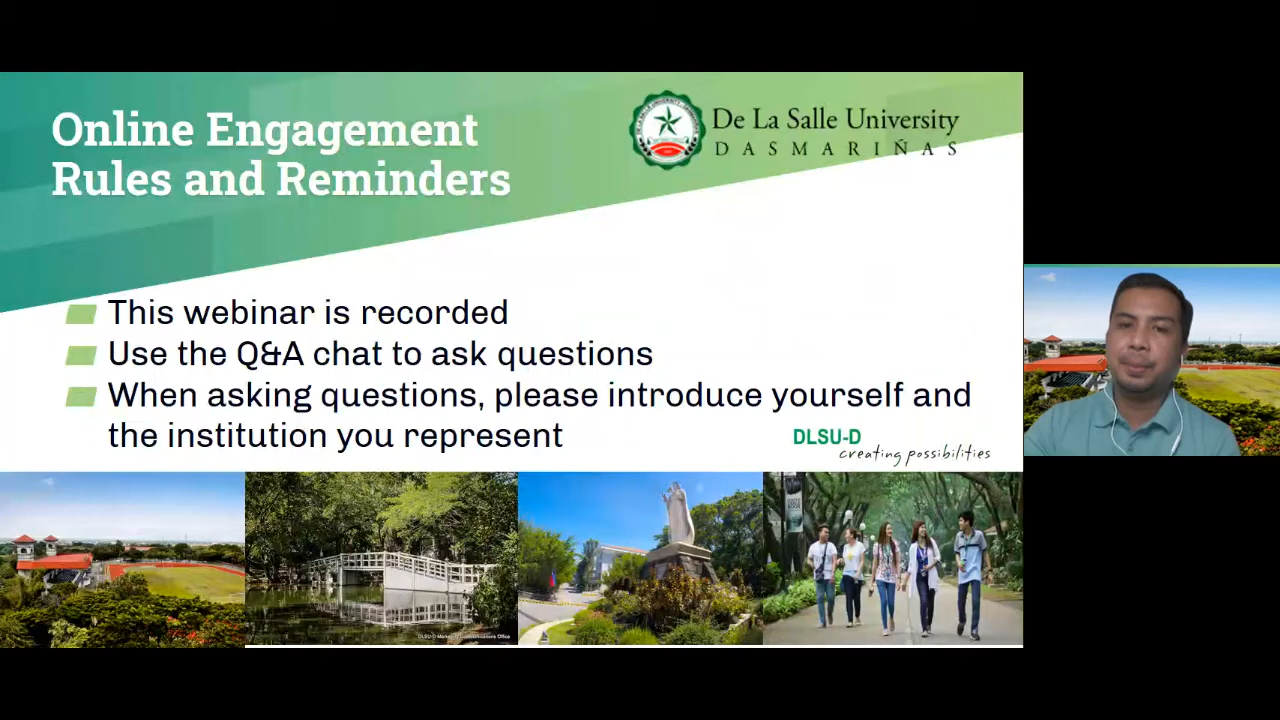 Online Engagement
Rules and Reminders
De La Salle University
DASMARIÑAS
This webinar is recorded
Use the Q&A chat to ask questions
When asking questions, please introduce yourself and
the institution you represent
DLSU-D
creating possibilities